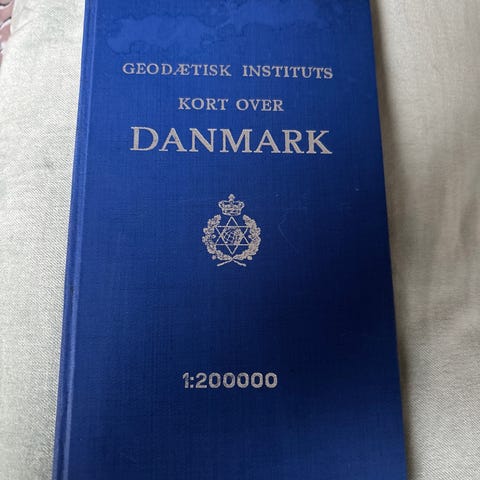 GEODÆTISK INSTITUTS
KORT OVER
DANMARK
1:200000